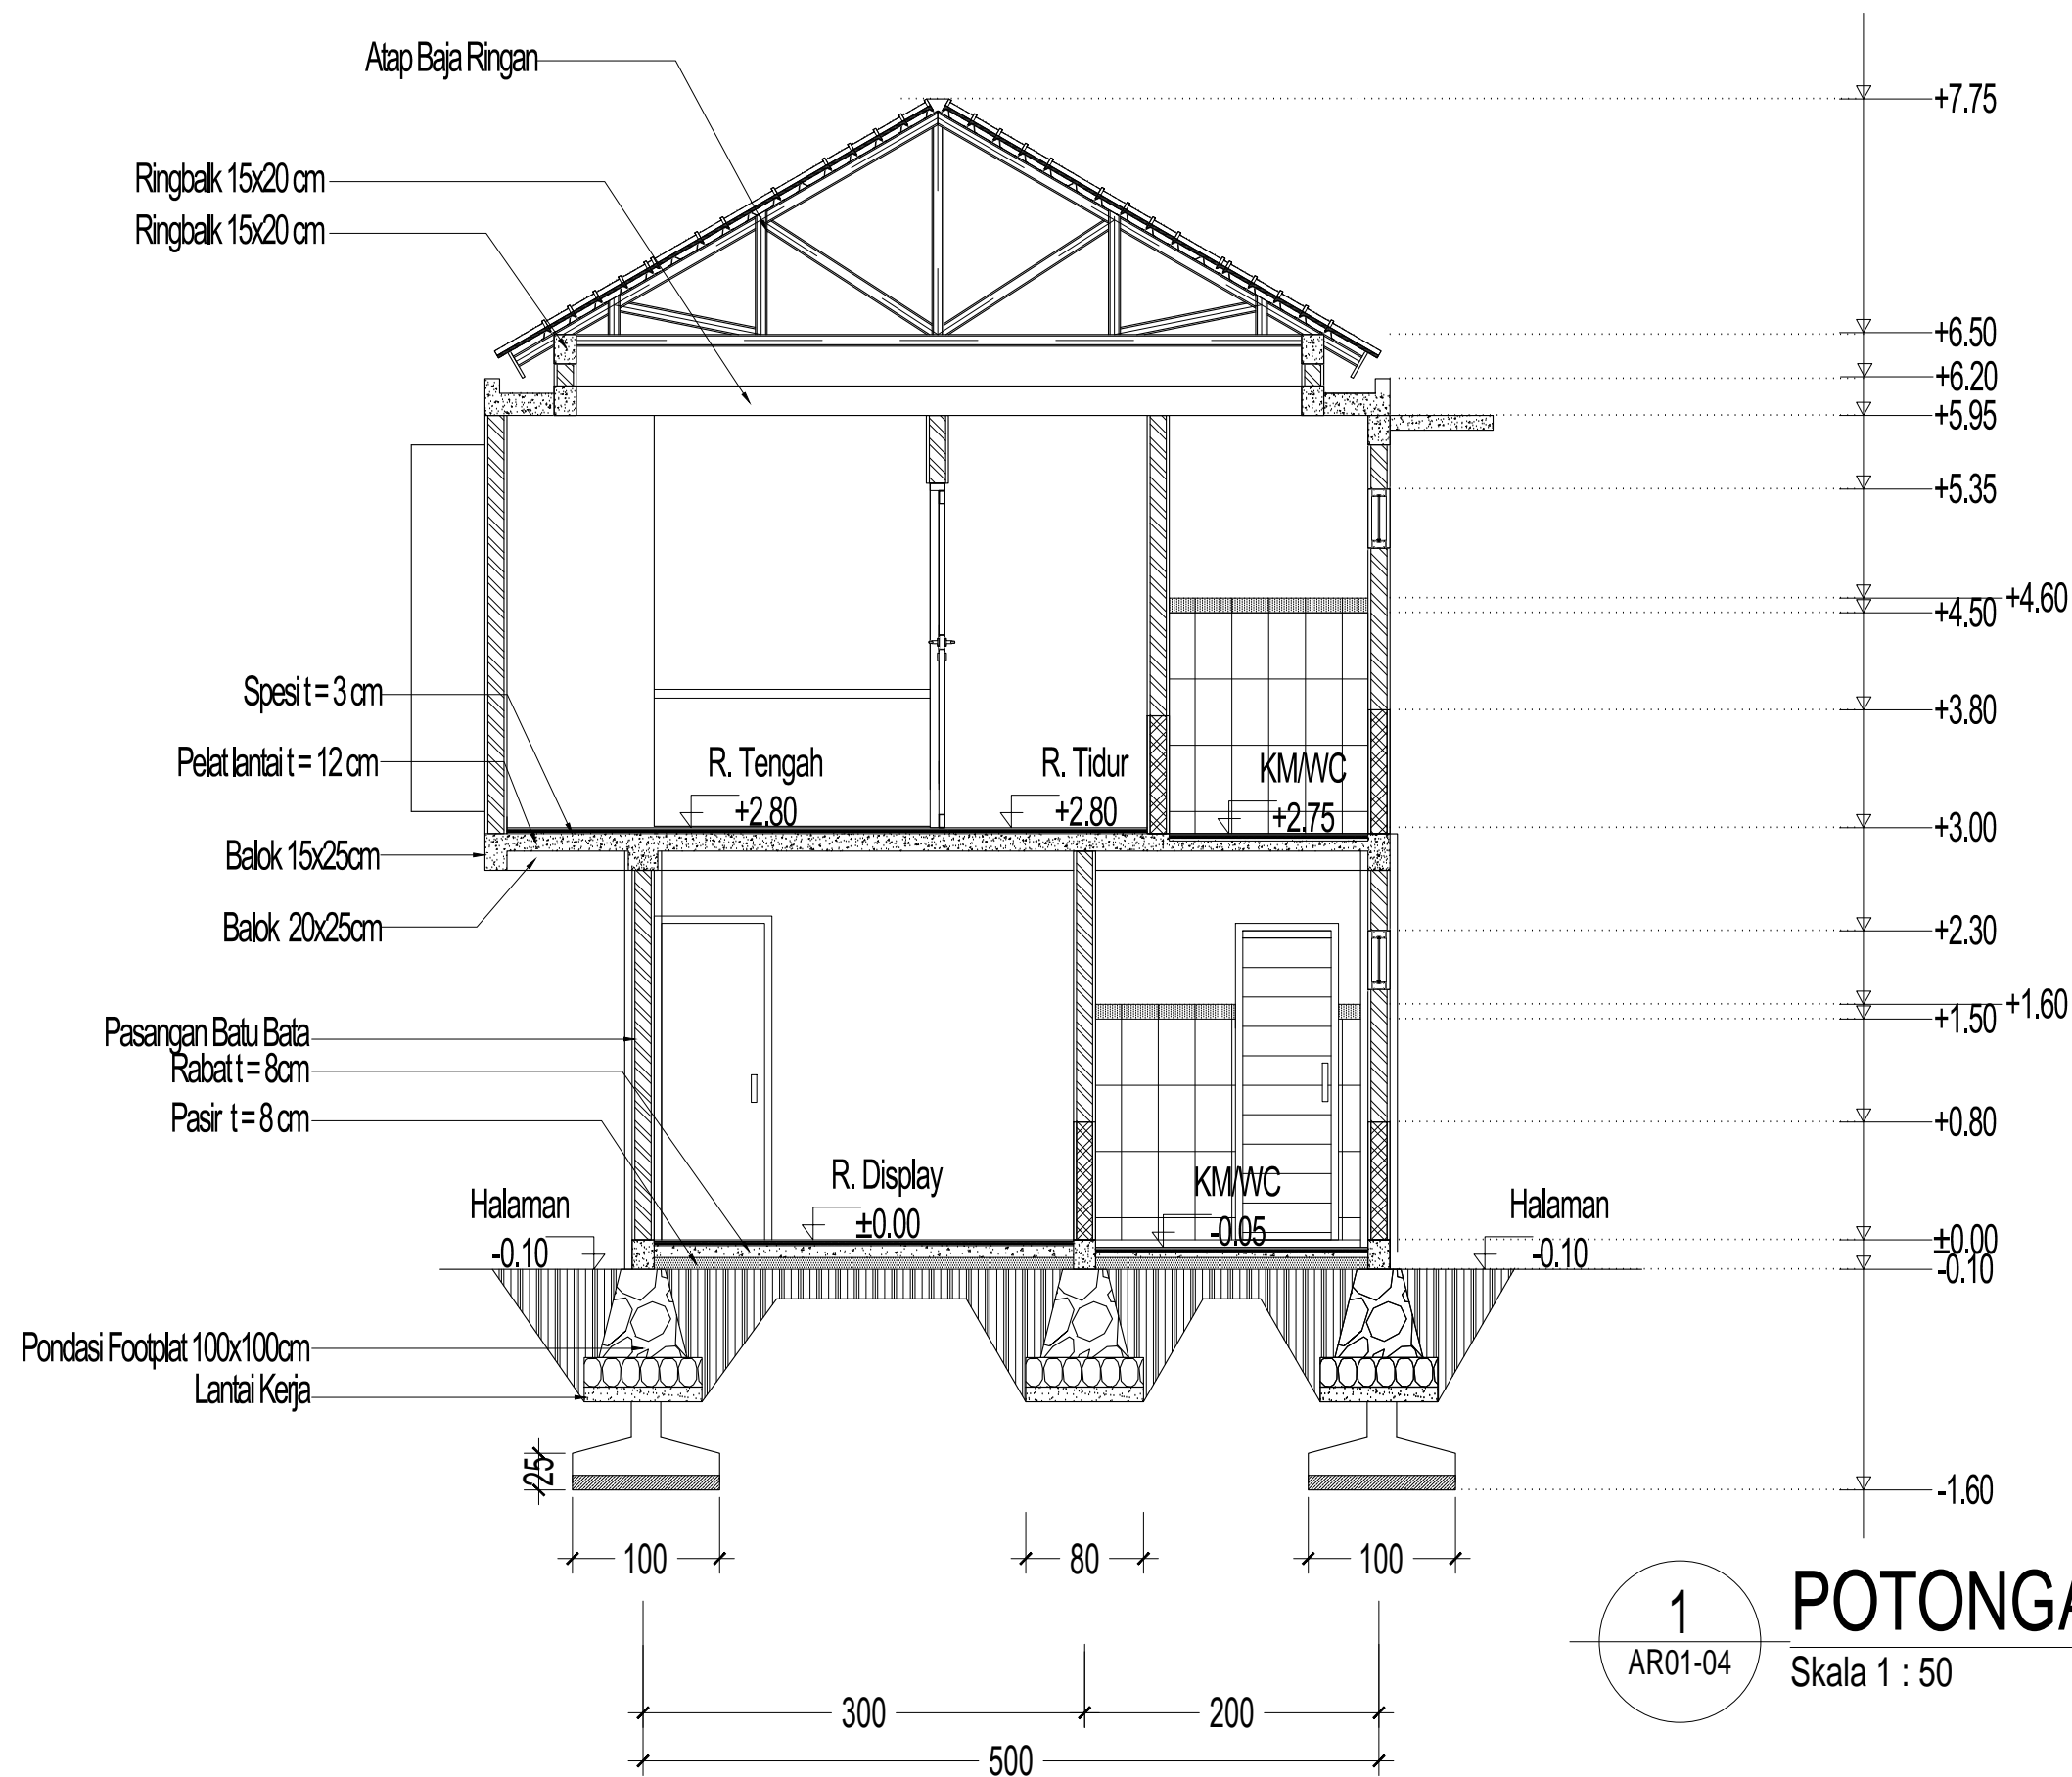 Atap Baja Ringan
Ringbalk 15x20 cm
Ringbalk 15x20 cm
Spesi t = 3 cm
Pelat lantai t = 12 cm
Balok 15x25cm
Balok 20x25cm
Pasangan Batu Bata
Rabat t = 8cm
Pasir t = 8 cm
Halaman
-0.10
Pondasi Footplat 100x100cm
Lantai Kerja
R. Tengah
+2.80
R. Tidur
+2.80
KM/WC
+2.75
R. Display
±0.00
KM/WC
-0.05
Halaman
-0.10
+7.75
+6.50
+6.20
+5.95
+5.35
+4.60
+4.50
+3.80
+3.00
+2.30
+1.60
+1.50
+0.80
±0.00
-0.10
-1.60
25
100
80
100
300
200
500
1
AR01-04
POTONGA
Skala 1 : 50